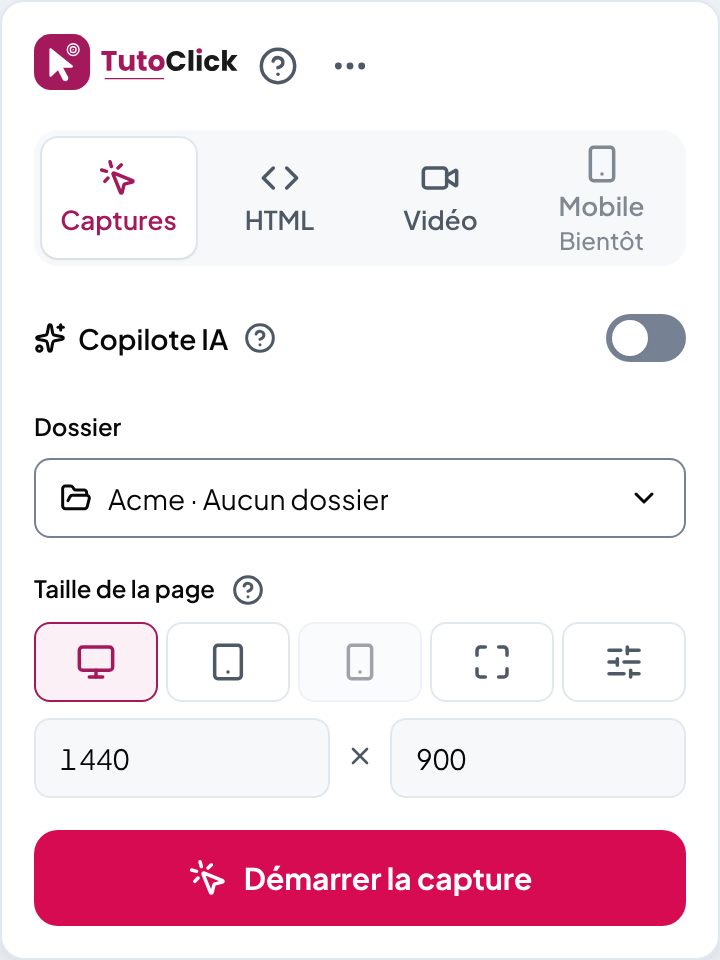 TutoClick
Captures
HTML
Vidéo
Mobile
Bientôt
Copilote IA
Dossier
Acme · Aucun dossier
Taille de la page
1440 × 900
Démarrer la capture